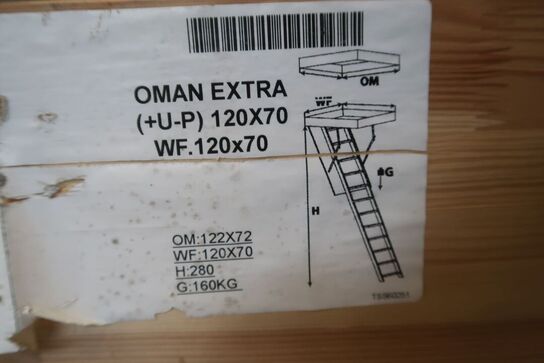 OMAN EXTRA
(+U-P) 120X70
WF.120x70
OM
WF
G
H
OM:122X72
WF:120X70
H:280
G:160KG